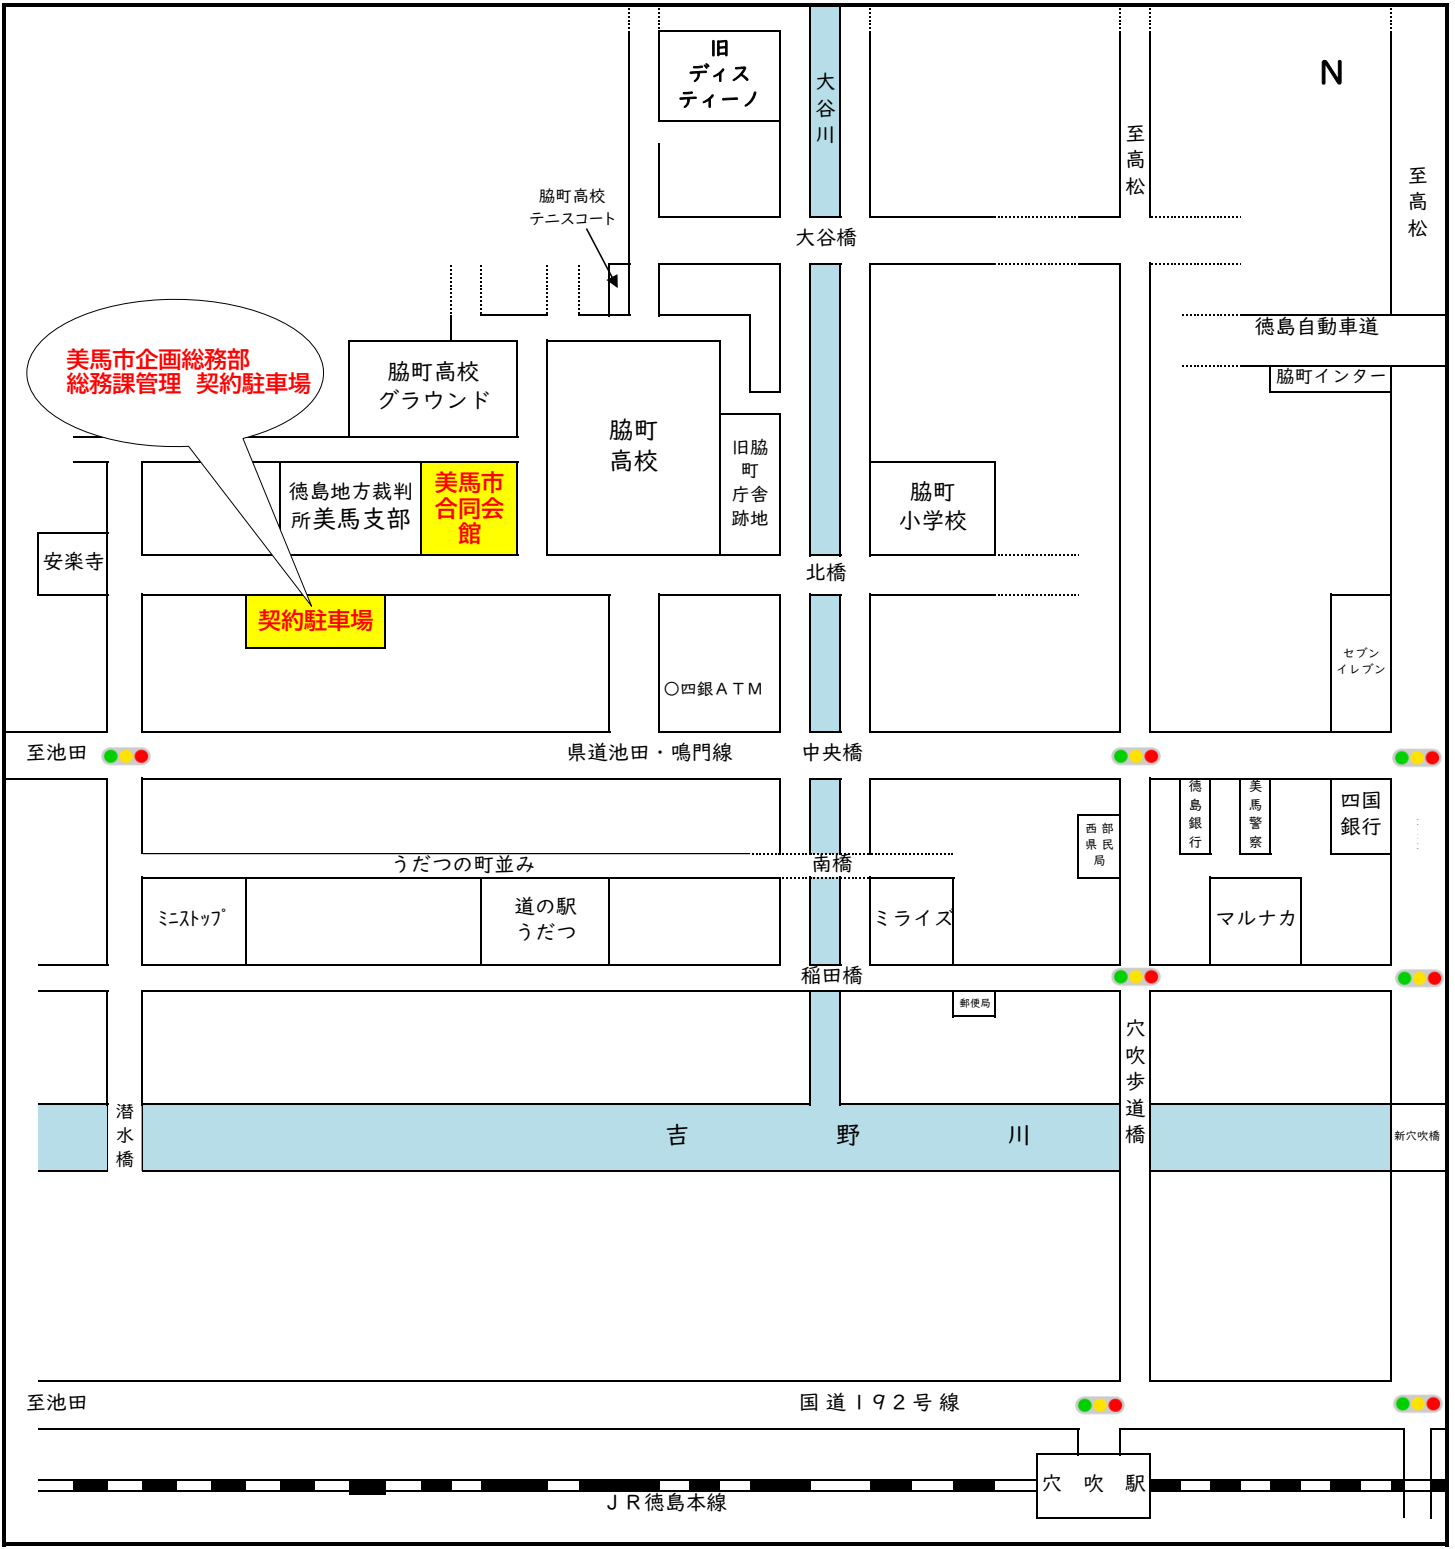 旧
ディス
ティーノ
大谷川
N
至高松
至高松
脇町高校
テニスコート
大谷橋
徳島自動車道
脇町インター
美馬市企画総務部
総務課管理 契約駐車場
脇町高校
グラウンド
脇町
高校
旧脇
町
庁舎
跡地
徳島地方裁判
所美馬支部
美馬市
合同会
館
脇町
小学校
安楽寺
北橋
契約駐車場
セブン
イレブン
〇四銀ATM
至池田
県道池田・鳴門線
中央橋
徳島銀行
美馬警察
四国
銀行
西部
県民
局
うだつの町並み
南橋
ﾐﾆｽﾄｯﾌﾟ
道の駅
うだつ
ミライズ
マルナカ
稲田橋
郵便局
穴吹歩道橋
潜水橋
吉 野 川
新穴吹橋
至池田
国道192号線
穴 吹 駅
JR徳島本線